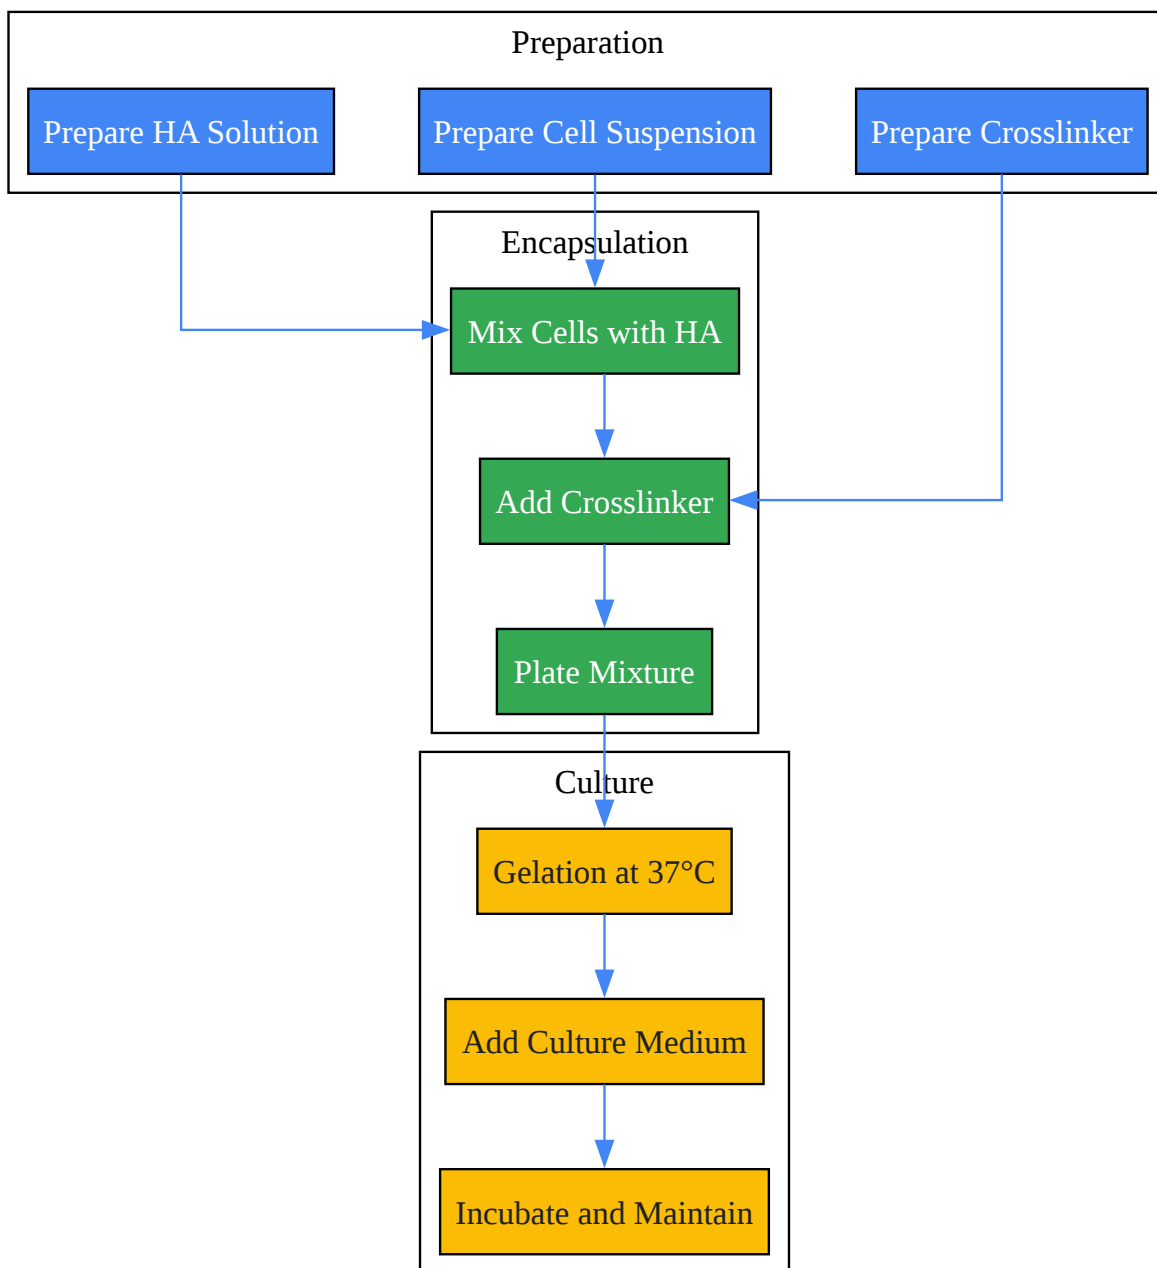 Preparation
Prepare HA Solution
Prepare Cell Suspension
Prepare Crosslinker
Encapsulation
Mix Cells with HA
Add Crosslinker
Plate Mixture
Culture
Gelation at 37°C
Add Culture Medium
Incubate and Maintain